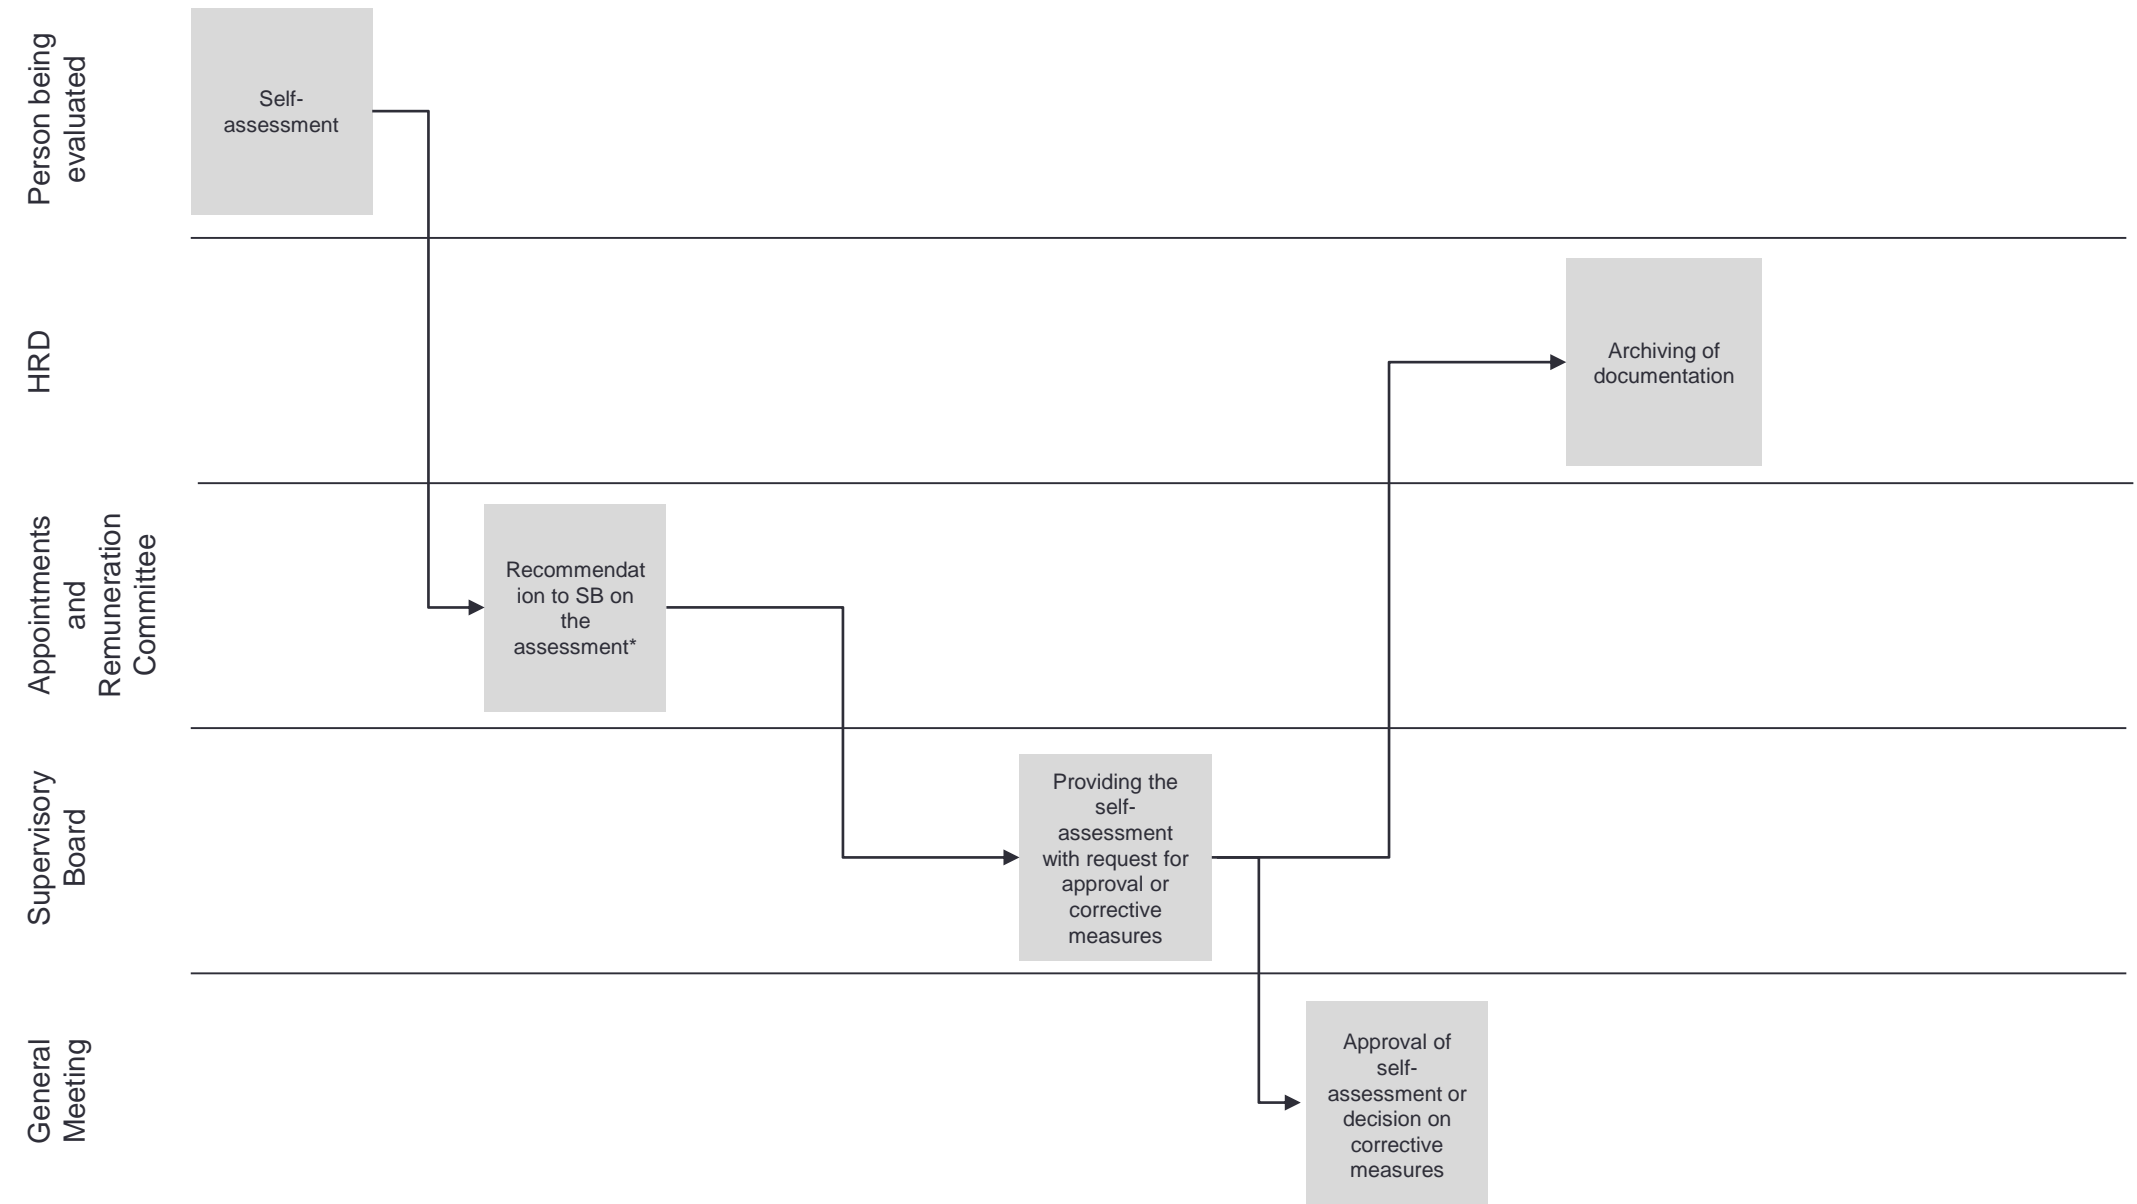 Person being
evaluated
Self-
assessment
HRD
Archiving of
documentation
Appointments
and
Remuneration
Committee
Recommendat
ion to SB on
the
assessment*
Supervisory
Board
Providing the
self-
assessment
with request for
approval or
corrective
measures
General
Meeting
Approval of
self-
assessment or
decision on
corrective
measures